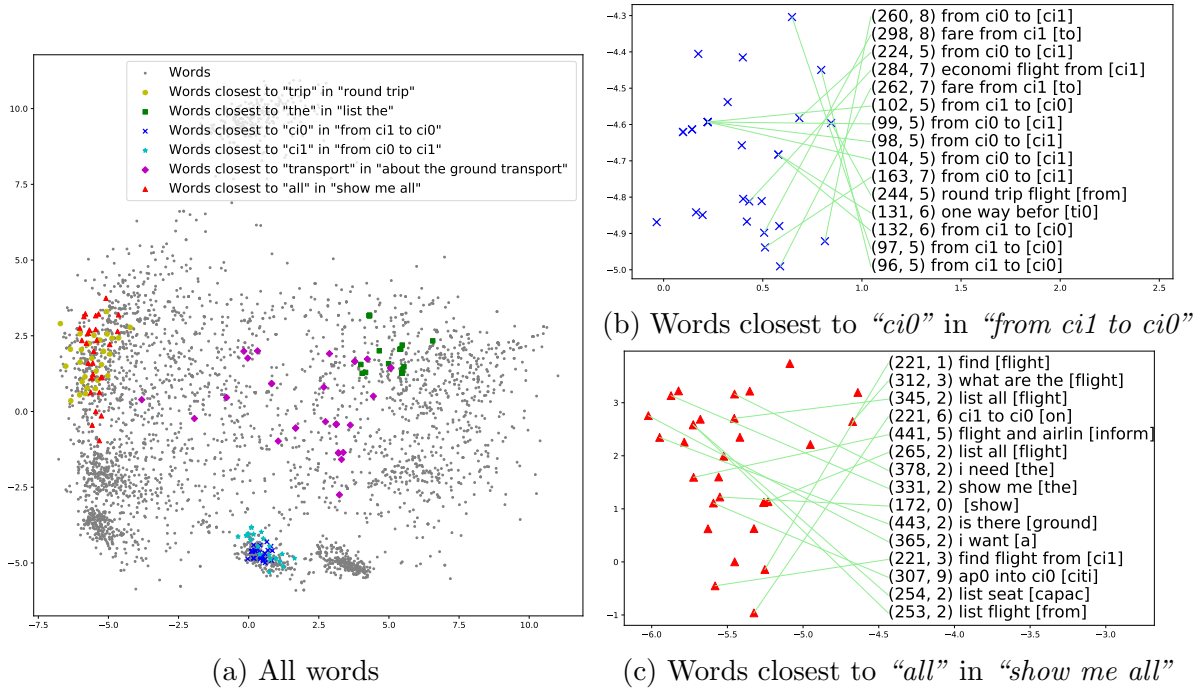 Words
Words closest to "trip" in "round trip"
Words closest to "the" in "list the"
Words closest to "ci0" in "from ci1 to ci0"
Words closest to "ci1" in "from ci0 to ci1"
Words closest to "transport" in "about the ground transport"
Words closest to "all" in "show me all"
10.0
7.5
5.0
2.5
0.0
−2.5
−5.0
−7.5 −5.0 −2.5 0.0 2.5 5.0 7.5 10.0
(a) All words
−4.3
−4.4
−4.5
−4.6
−4.7
−4.8
−4.9
−5.0
0.0 0.5 1.0 1.5 2.0 2.5
(260, 8) from ci0 to [ci1]
(298, 8) fare from ci1 [to]
(224, 5) from ci0 to [ci1]
(284, 7) economi flight from [ci1]
(262, 7) fare from ci1 [to]
(102, 5) from ci1 to [ci0]
(99, 5) from ci0 to [ci1]
(98, 5) from ci0 to [ci1]
(104, 5) from ci0 to [ci1]
(163, 7) from ci0 to [ci1]
(244, 5) round trip flight [from]
(131, 6) one way befor [ti0]
(132, 6) from ci1 to [ci0]
(97, 5) from ci1 to [ci0]
(96, 5) from ci1 to [ci0]
(b) Words closest to “ci0” in “from ci1 to ci0”
3
2
1
0
−1
−6.0 −5.5 −5.0 −4.5 −4.0 −3.5 −3.0
(221, 1) find [flight]
(312, 3) what are the [flight]
(345, 2) list all [flight]
(221, 6) ci1 to ci0 [on]
(441, 5) flight and airlin [inform]
(265, 2) list all [flight]
(378, 2) i need [the]
(331, 2) show me [the]
(172, 0) [show]
(443, 2) is there [ground]
(365, 2) i want [a]
(221, 3) find flight from [ci1]
(307, 9) ap0 into ci0 [citi]
(254, 2) list seat [capac]
(253, 2) list flight [from]
(c) Words closest to “all” in “show me all”